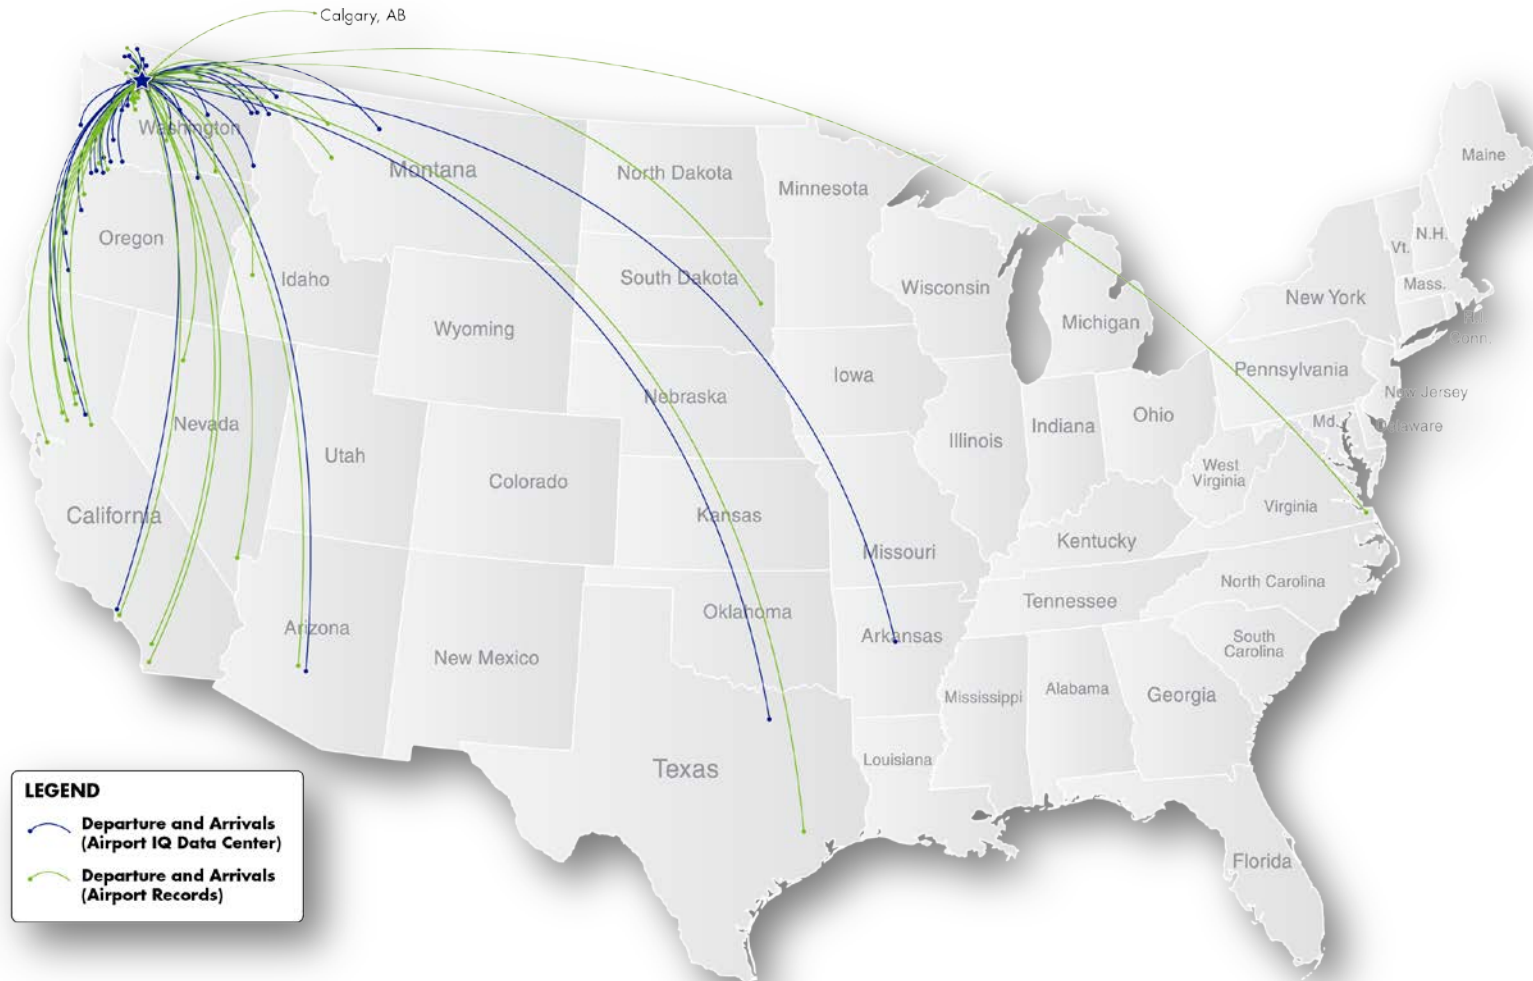 Calgary, AB
Washington
Montana
North Dakota
Minnesota
Maine
Oregon
Idaho
South Dakota
Wisconsin
Michigan
Vt.
N.H.
Mass.
New York
Conn.
Wyoming
Nebraska
Iowa
Pennsylvania
New Jersey
Nevada
Utah
Colorado
Illinois
Indiana
Ohio
Md.
Delaware
West
Virginia
Virginia
California
Kansas
Missouri
Kentucky
North Carolina
Arizona
New Mexico
Oklahoma
Arkansas
Tennessee
South
Carolina
Mississippi
Alabama
Georgia
Texas
Louisiana
Florida
LEGEND
Departure and Arrivals
(Airport IQ Data Center)
Departure and Arrivals
(Airport Records)